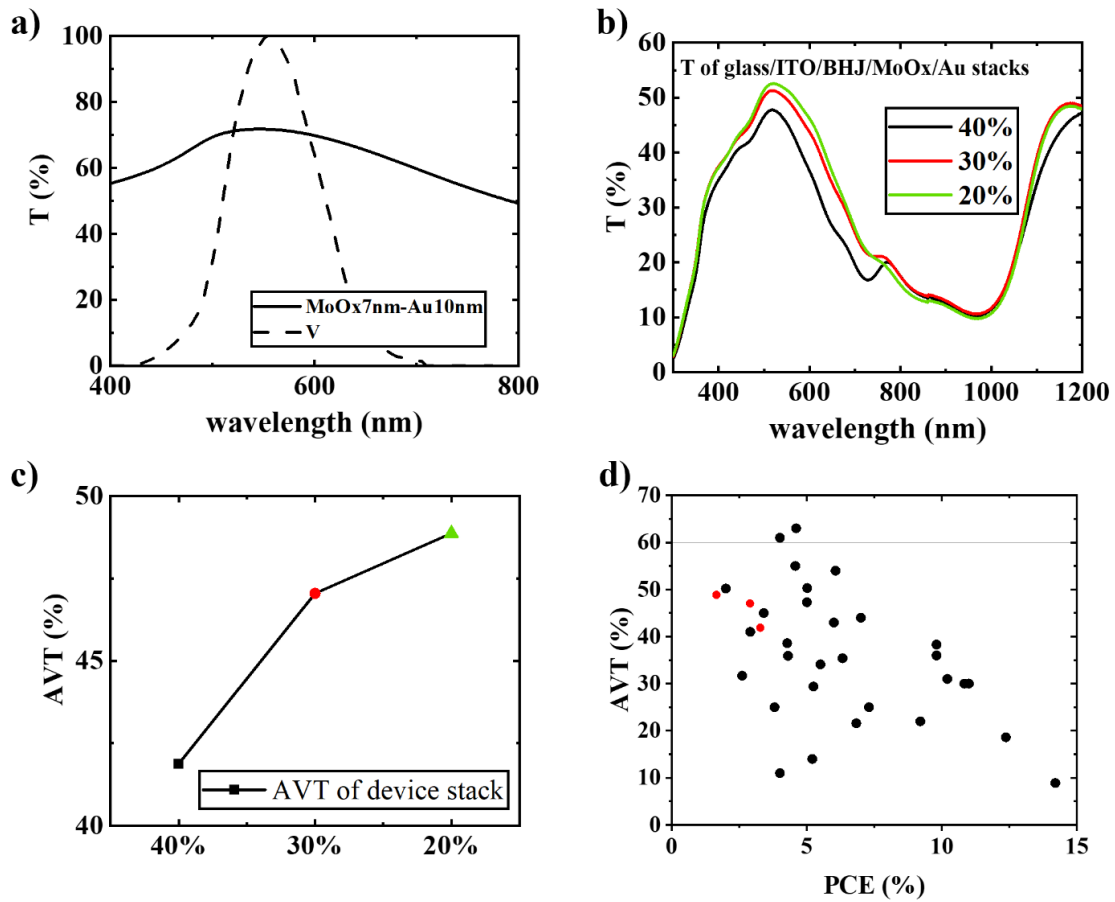 a)
100
80
60
40
20
0
T (%)
MoOx7nm-Au10nm
V
400
600
800
wavelength (nm)
b)
60
50
40
30
20
10
0
T (%)
T of glass/ITO/BHJ/MoOx/Au stacks
40%
30%
20%
400
600
800
1000
1200
wavelength (nm)
c)
50
45
40
AVT (%)
AVT of device stack
40%
30%
20%
d)
70
60
50
40
30
20
10
0
AVT (%)
0
5
10
15
PCE (%)